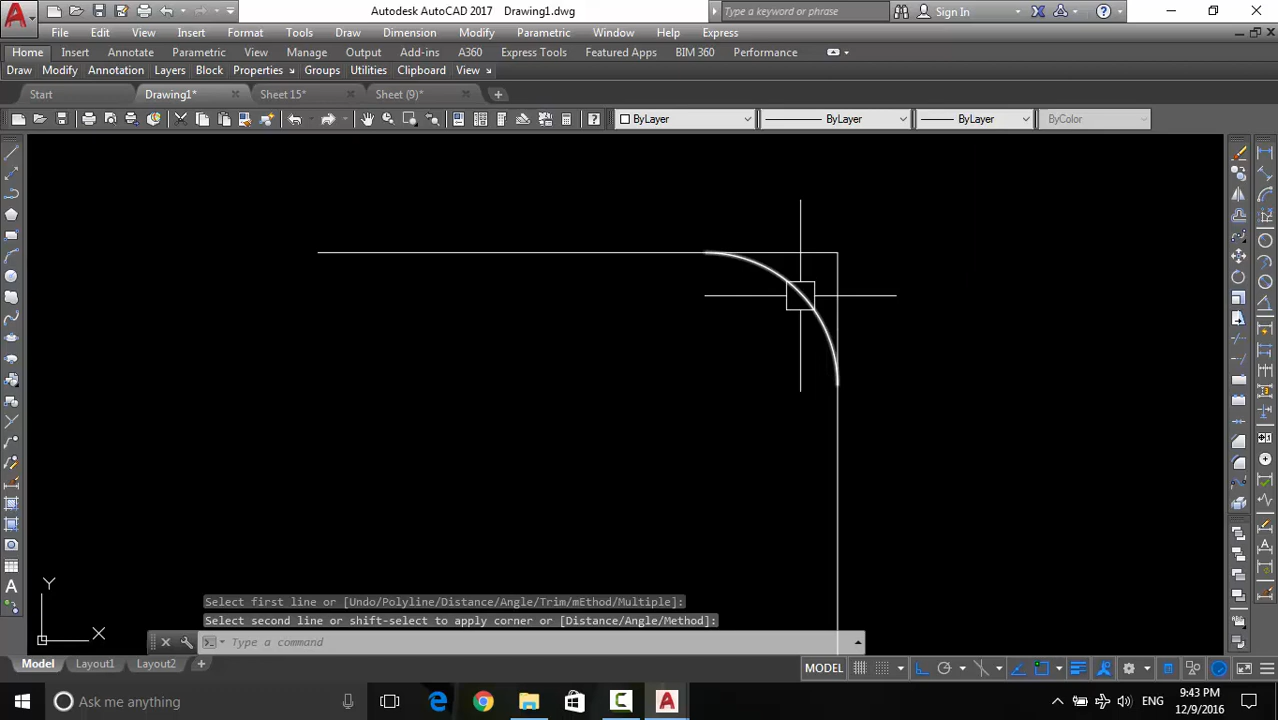 Autodesk AutoCAD 2017 Drawing1.dwg
Type a keyword or phrase
Sign In
File Edit View Insert Format Tools Draw Dimension Modify Parametric Window Help Express
Home Insert Annotation Parametric View Manage Output Add-ins A360 Express Tools Featured Apps BIM 360 Performance
Draw Modify Annotation Layers Block Properties Groups Utilities Clipboard View
Start Drawing1* Sheet 15* Sheet (9)*
ByLayer ByLayer ByLayer ByColor
Y
X
Select first line or [Undo/Polyline/Distance/Angle/Trim/mEthod/Multiple]:
Select second line or shift-select to apply corner or [Distance/Angle/Method]:
Type a command
Model Layout1 Layout2
MODEL
Ask me anything
ENG
9:43 PM
12/9/2016